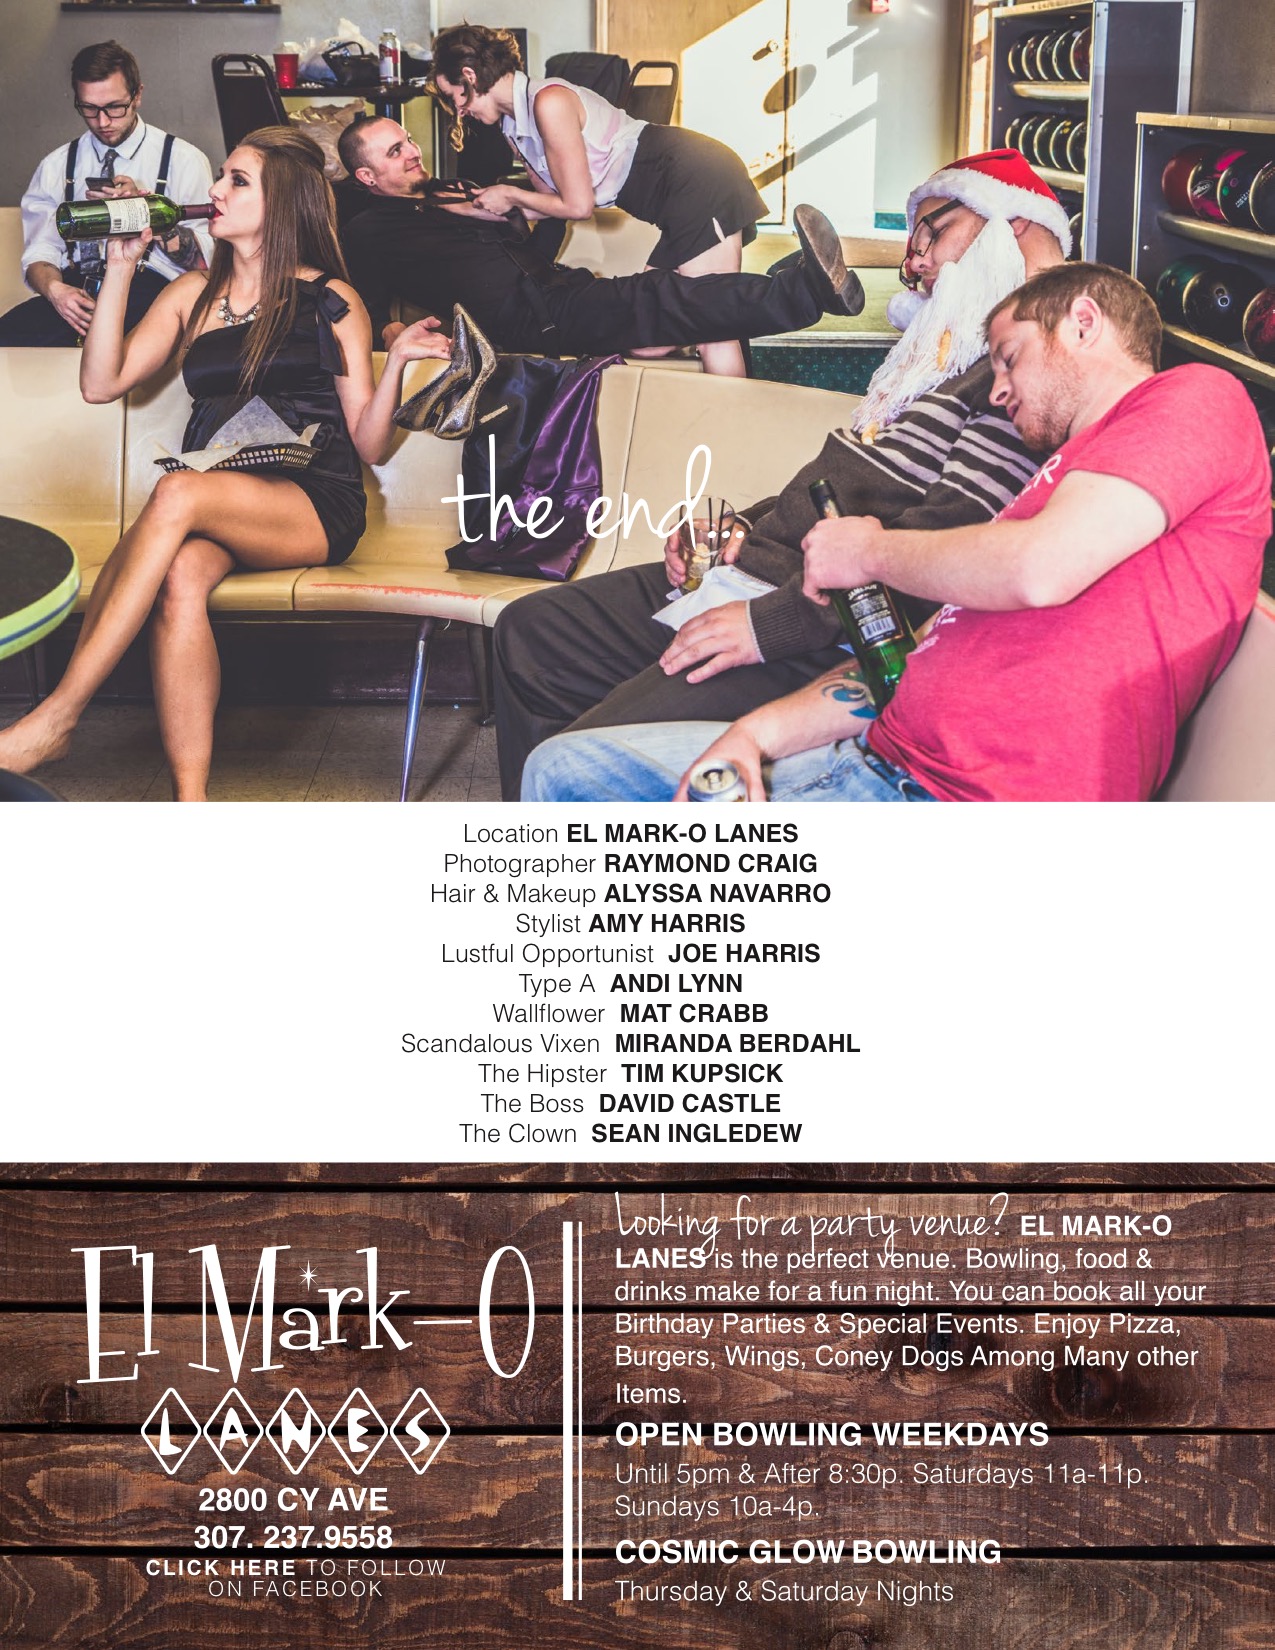 the end...
Location EL MARK-O LANES
Photographer RAYMOND CRAIG
Hair & Makeup ALYSSA NAVARRO
Stylist AMY HARRIS
Lustful Opportunist JOE HARRIS
Type A ANDI LYNN
Wallflower MAT CRABB
Scandalous Vixen MIRANDA BERDAHL
The Hipster TIM KUPSICK
The Boss DAVID CASTLE
The Clown SEAN INGLEDEW
El Mark-O
LANES
2800 CY AVE
307. 237.9558
CLICK HERE TO FOLLOW
ON FACEBOOK
Looking for a party venue? EL MARK-O
LANES is the perfect venue. Bowling, food &
drinks make for a fun night. You can book all your
Birthday Parties & Special Events. Enjoy Pizza,
Burgers, Wings, Coney Dogs Among Many other
Items.
OPEN BOWLING WEEKDAYS
Until 5pm & After 8:30p. Saturdays 11a-11p.
Sundays 10a-4p.
COSMIC GLOW BOWLING
Thursday & Saturday Nights